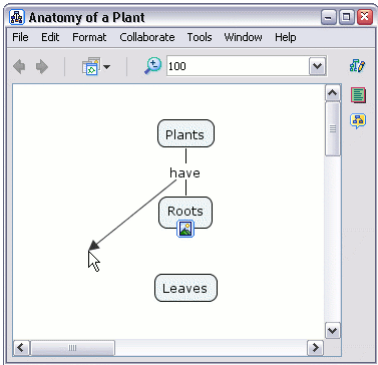 Anatomy of a Plant
File Edit Format Collaborate Tools Window Help
100
Plants
have
Roots
Leaves